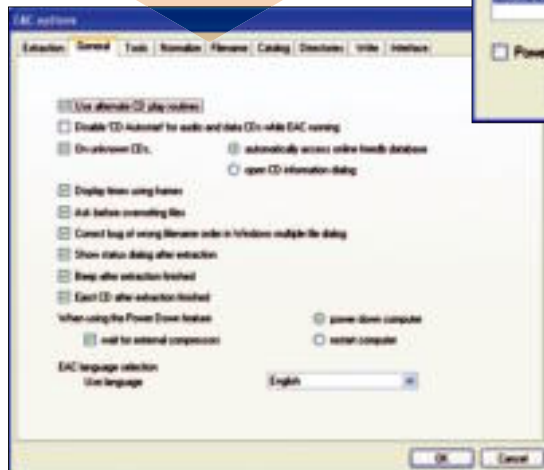 EAC options
Extraction General Tools Normalize Filename Catalog Directories Write Interface
Use alternate CD play routines
Disable 'CD Autostart' for audio and data CDs while EAC running
On unknown CDs, automatically access online freedb database
open CD information dialog
Display times using frames
Ask before overwriting files
Correct bug of wrong filename order in Windows multiple file dialog
Show status dialog after extraction
Beep after extraction finished
Eject CD after extraction finished
When using the Power Down feature power down computer
wait for external compressors restart computer
EAC language selection
Use language English
OK Cancel